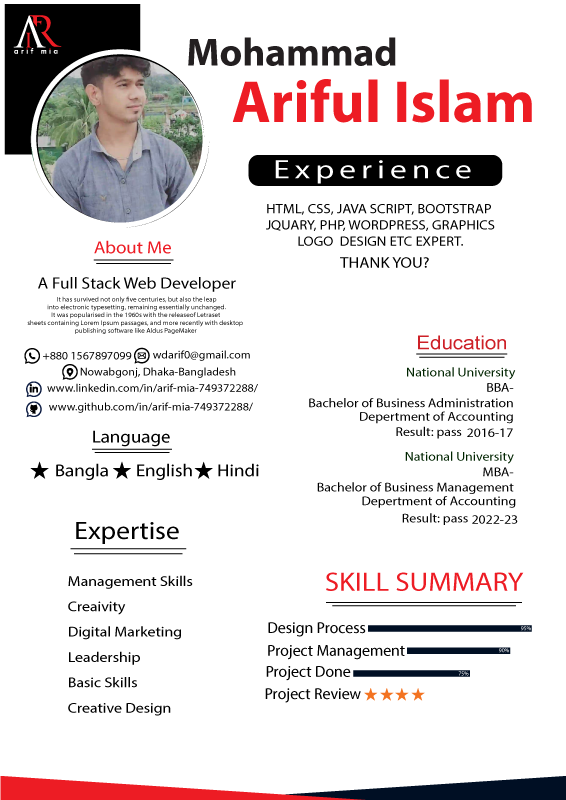 AR
arif mia
Mohammad
Ariful Islam
Experience
HTML, CSS, JAVA SCRIPT, BOOTSTRAP
JQUARY, PHP, WORDPRESS, GRAPHICS
LOGO DESIGN ETC EXPERT.
THANK YOU?
About Me
A Full Stack Web Developer
It has survived not only five centuries, but also the leap
into electronic typesetting, remaining essentially unchanged.
It was popularised in the 1960s with the releaseof Letraset
sheets containing Lorem Ipsum passages, and more recently with desktop
publishing software like Aldus PageMaker
+880 1567897099 wdarif0@gmail.com
Nowabgonj, Dhaka-Bangladesh
www.linkedin.com/in/arif-mia-749372288/
www.github.com/in/arif-mia-749372288/
Language
Bangla English Hindi
Expertise
Management Skills
Creaivity
Digital Marketing
Leadership
Basic Skills
Creative Design
Education
National University
BBA-
Bachelor of Business Administration
Department of Accounting
Result: pass 2016-17
National University
MBA-
Bachelor of Business Management
Department of Accounting
Result: pass 2022-23
SKILL SUMMARY
Design Process 95%
Project Management 90%
Project Done 75%
Project Review